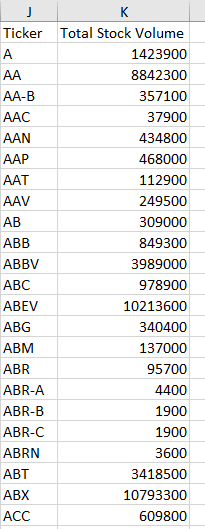 J K
Ticker Total Stock Volume
A 1423900
AA 8842300
AA-B 357100
AAC 37900
AAN 434800
AAP 468000
AAT 112900
AAV 249500
AB 309000
ABB 849300
ABBV 3989000
ABC 978900
ABEV 10213600
ABG 340400
ABM 137000
ABR 95700
ABR-A 4400
ABR-B 1900
ABR-C 1900
ABRN 3600
ABT 3418500
ABX 10793300
ACC 609800